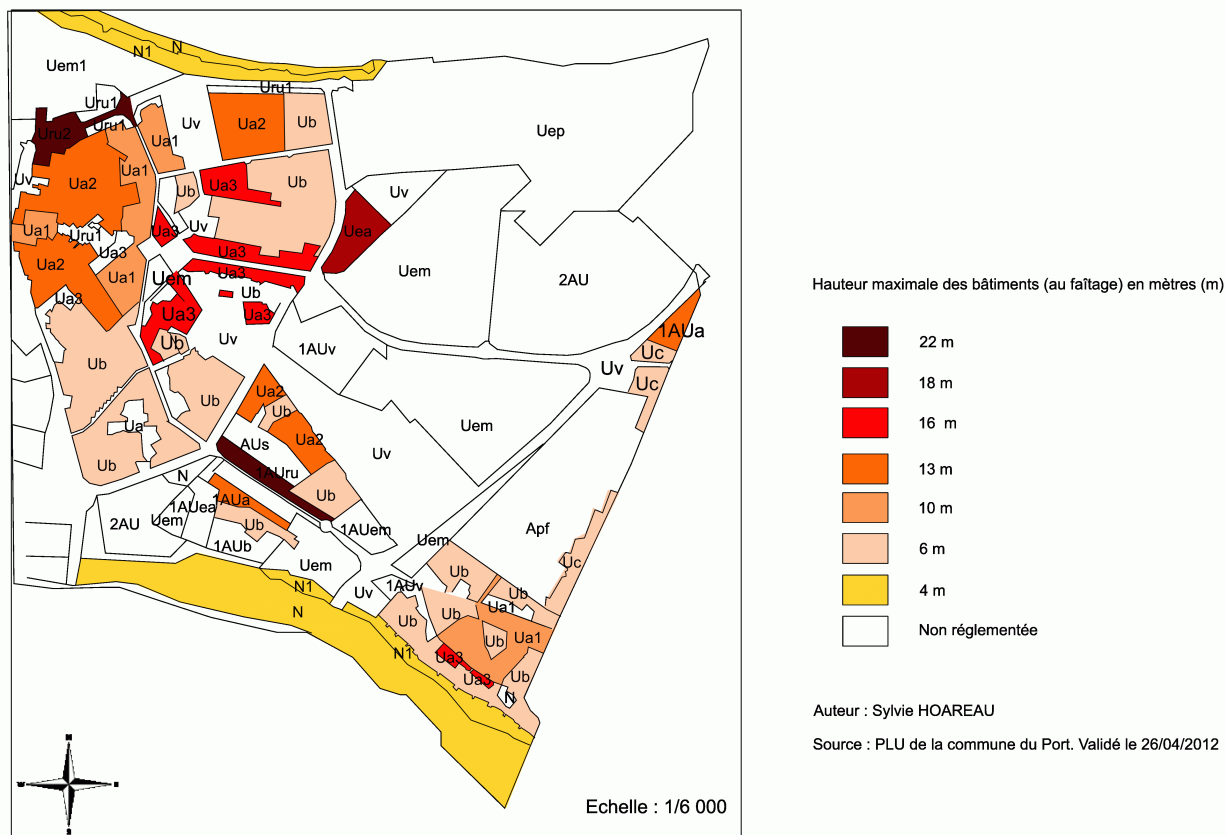 N1
N
Uem1
Uru1
Uru1
Uru1
Uru2
Uv
Ua2
Ub
Uep
Ua1
Ua1
Ua2
Ua3
Ub
Ub
Uv
Uv
Ua1
Uru1
Ua3
Uv
Uea
Ua3
Ua3
Ua2
Ua1
Uem
Ua3
Uem
2AU
Hauteur maximale des bâtiments (au faîtage) en mètres (m)
Ua3
Ub
Ua3
Ua3
1AUa
22 m
Ub
Uv
1AUv
Uc
Uv
Ub
Uc
18 m
Ub
Ua2
Ub
16 m
Ua
Ua2
AUs
Uv
Uem
Ub
1AUru
13 m
N
Ub
1AUa
1AUea
10 m
2AU
Uem
Ub
1AUem
Apf
1AUb
Uem
Uem
6 m
Uc
N1
Ub
Ub
1AUv
4 m
N
Uv
Ub
Ub
Ua1
Non réglementée
Ub
Ua1
N1
Ua3
Ub
Ua3
N
Auteur : Sylvie HOAREAU
Source : PLU de la commune du Port. Validé le 26/04/2012
N
W
E
S
Echelle : 1/6 000